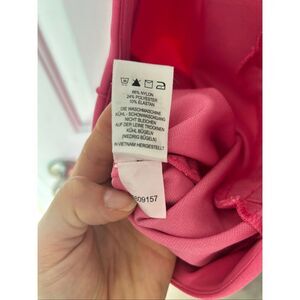 66% NYLON
24% POLYESTER
10% ELASTAN
DIE WASCHMASCHINE
KÜHL - SCHONWASCHGANG
NICHT BLEICHEN
AUF DER LEINE TROCKNEN
KÜHL BÜGELN
(NIEDRIG BÜGELN)
IN VIETNAM HERGESTELLT
609157